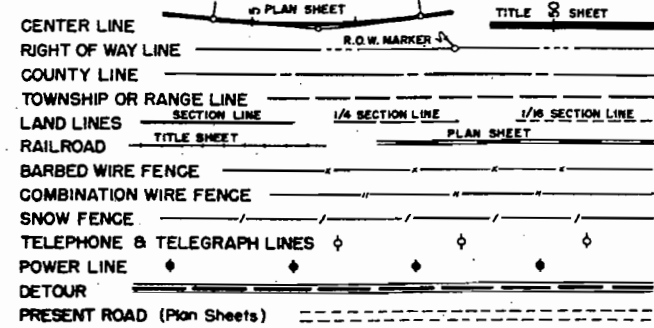 5 PLAN SHEET TITLE 50 SHEET
CENTER LINE
RIGHT OF WAY LINE R.O.W. MARKER
COUNTY LINE
TOWNSHIP OR RANGE LINE
LAND LINES SECTION LINE 1/4 SECTION LINE 1/16 SECTION LINE
RAILROAD TITLE SHEET PLAN SHEET
BARBED WIRE FENCE
COMBINATION WIRE FENCE
SNOW FENCE
TELEPHONE & TELEGRAPH LINES
POWER LINE
DETOUR
PRESENT ROAD (Plan Sheets)